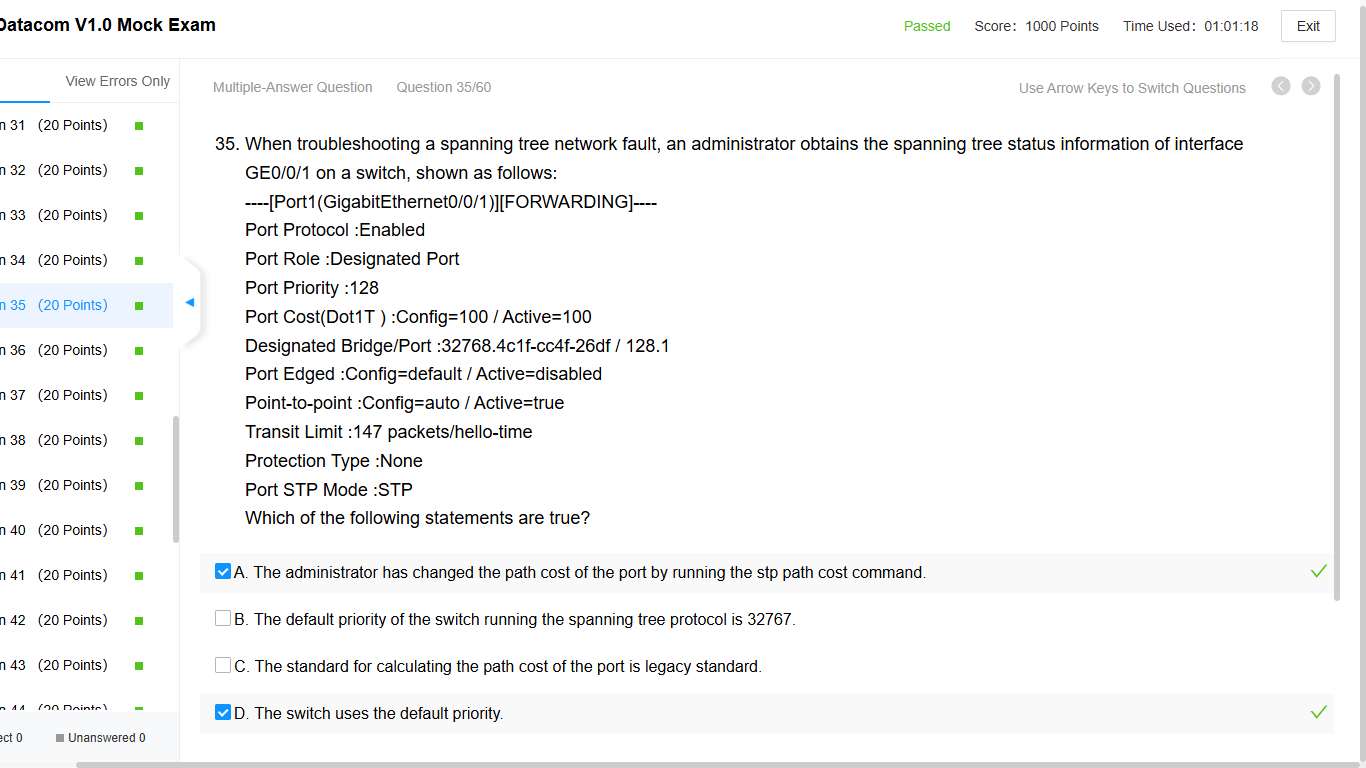 Datacom V1.0 Mock Exam
Passed Score: 1000 Points Time Used: 01:01:18 Exit
View Errors Only
Multiple-Answer Question Question 35/60 Use Arrow Keys to Switch Questions
n 31 (20 Points)
n 32 (20 Points)
n 33 (20 Points)
n 34 (20 Points)
n 35 (20 Points)
n 36 (20 Points)
n 37 (20 Points)
n 38 (20 Points)
n 39 (20 Points)
n 40 (20 Points)
n 41 (20 Points)
n 42 (20 Points)
n 43 (20 Points)
n 44 (20 Points)
ect 0 Unanswered 0
35. When troubleshooting a spanning tree network fault, an administrator obtains the spanning tree status information of interface
GE0/0/1 on a switch, shown as follows:
----[Port1(GigabitEthernet0/0/1)][FORWARDING]----
Port Protocol :Enabled
Port Role :Designated Port
Port Priority :128
Port Cost(Dot1T ) :Config=100 / Active=100
Designated Bridge/Port :32768.4c1f-cc4f-26df / 128.1
Port Edged :Config=default / Active=disabled
Point-to-point :Config=auto / Active=true
Transit Limit :147 packets/hello-time
Protection Type :None
Port STP Mode :STP
Which of the following statements are true?
A. The administrator has changed the path cost of the port by running the stp path cost command.
B. The default priority of the switch running the spanning tree protocol is 32767.
C. The standard for calculating the path cost of the port is legacy standard.
D. The switch uses the default priority.